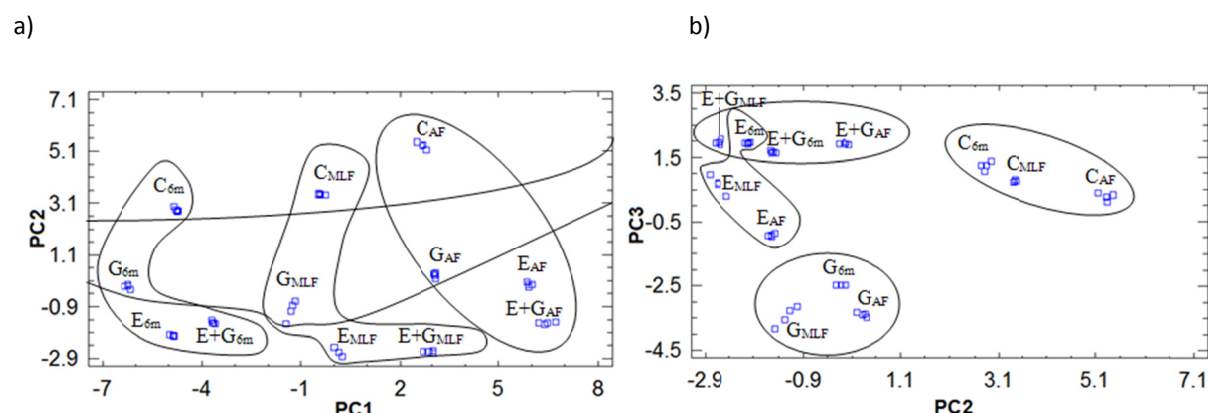 a)
b)
PC2
7.1
5.1
3.1
1.1
-0.9
-2.9
-7
-4
-1
2
5
8
PC1
C6m
CMLF
CAF
G6m
GMLF
GAF
EAF
E+GAF
E6m
E+G6m
EMLF
E+GMLF
PC3
3.5
1.5
-0.5
-2.5
-4.5
-2.9
-0.9
1.1
3.1
5.1
7.1
PC2
E+GMLF
E6m
E+G6m
E+GAF
C6m
CMLF
CAF
EMLF
EAF
G6m
GAF
GMLF